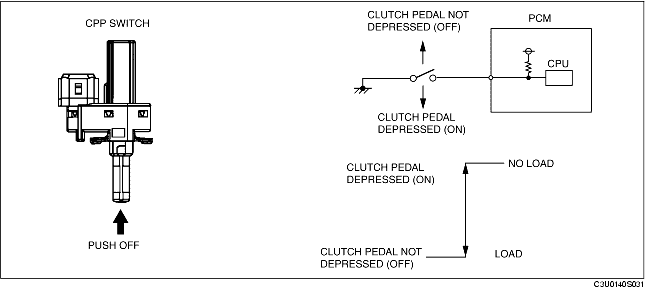 CPP SWITCH
PUSH OFF
CLUTCH PEDAL NOT
DEPRESSED (OFF)
PCM
CPU
CLUTCH PEDAL
DEPRESSED (ON)
CLUTCH PEDAL
DEPRESSED (ON)
NO LOAD
CLUTCH PEDAL NOT
DEPRESSED (OFF)
LOAD
C3U0140S031